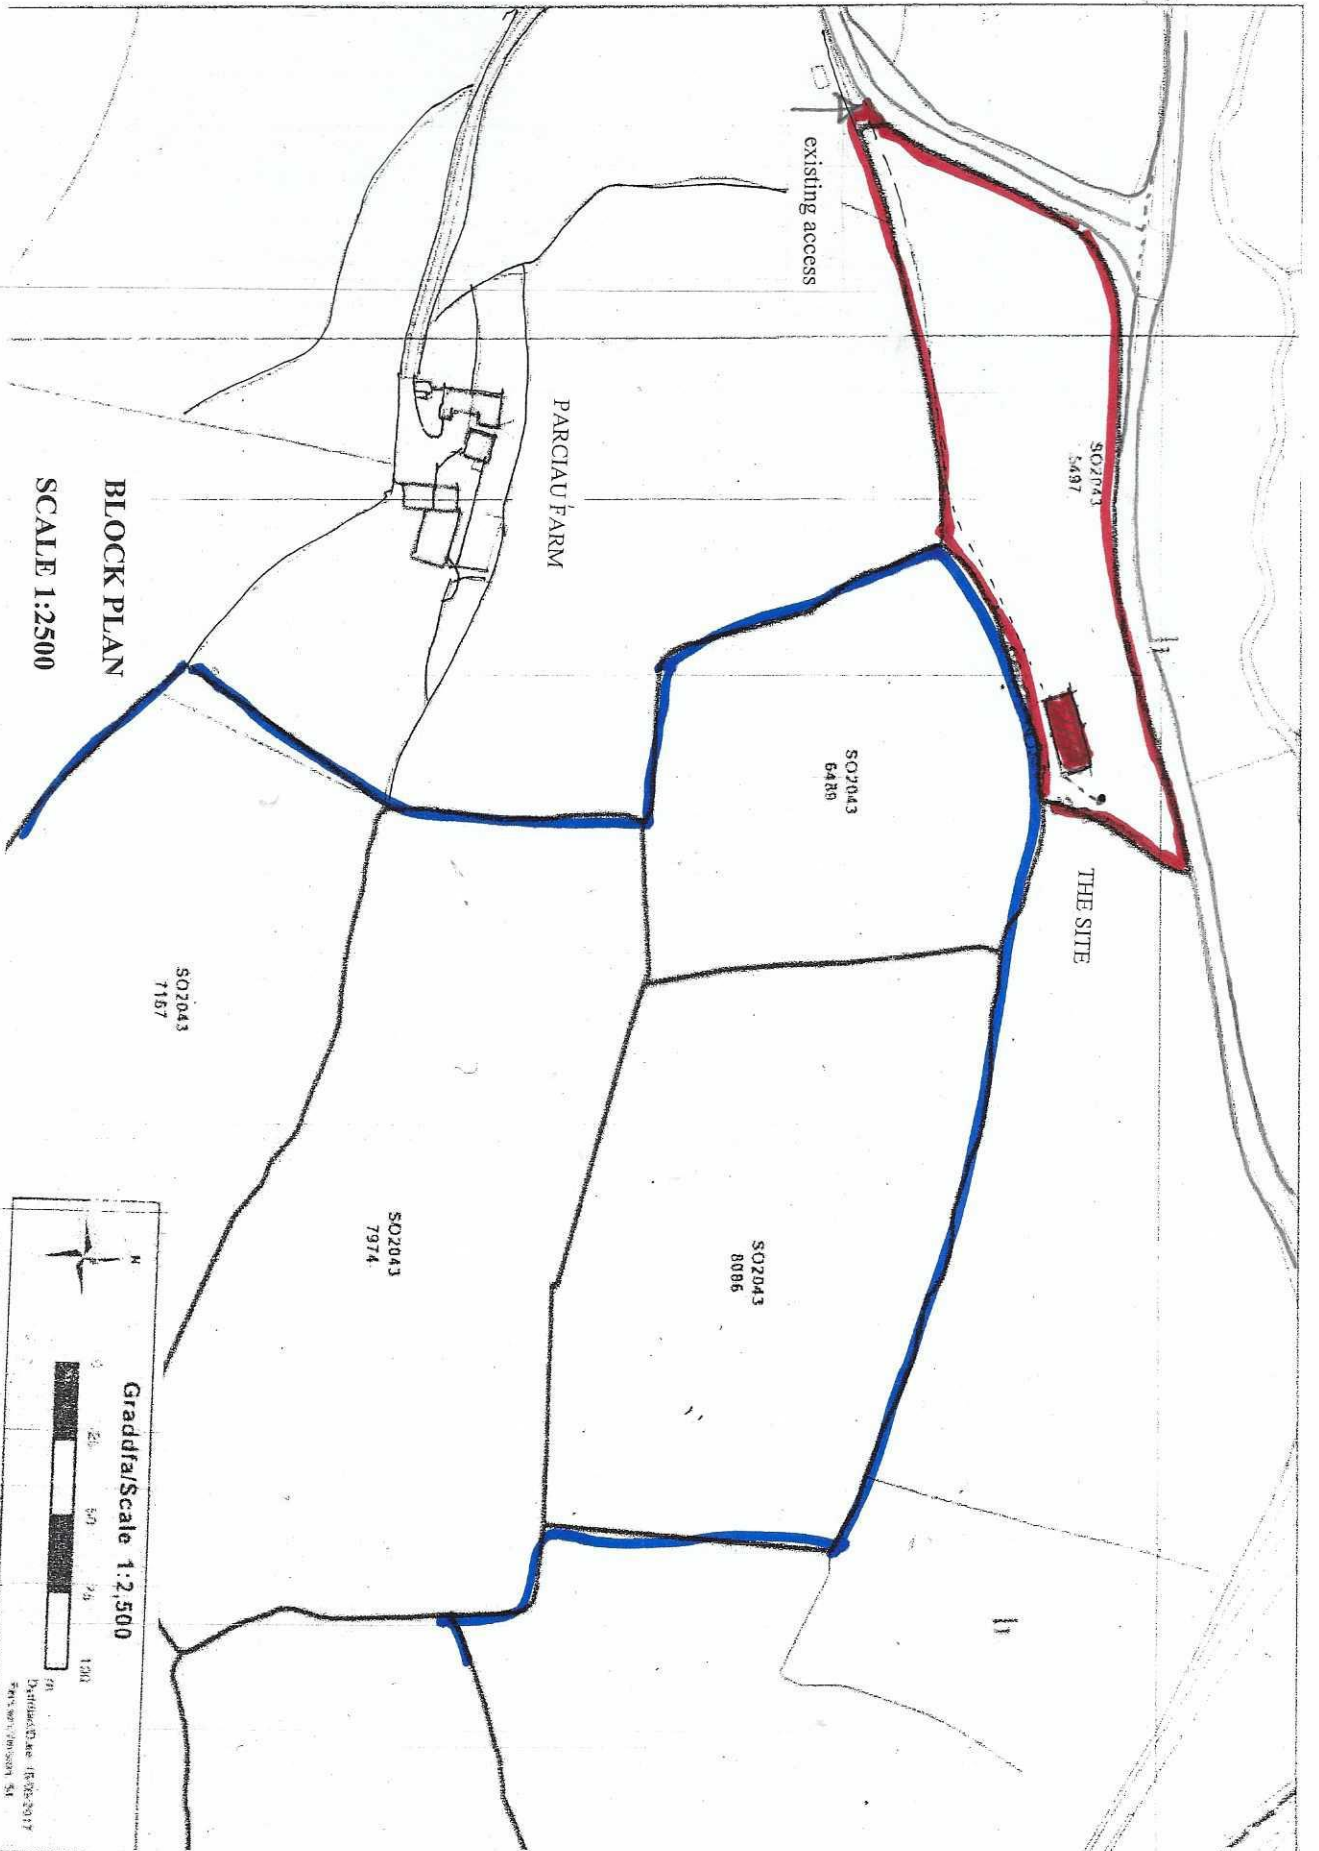 existing access
SO2043
5497
PARCIAU FARM
BLOCK PLAN
SCALE 1:2500
SO2043
6489
THE SITE
SO2043
7167
SO2043
7974
SO2043
8086
N
Graddfa/Scale 1:2,500
0
25
50
75
100
m